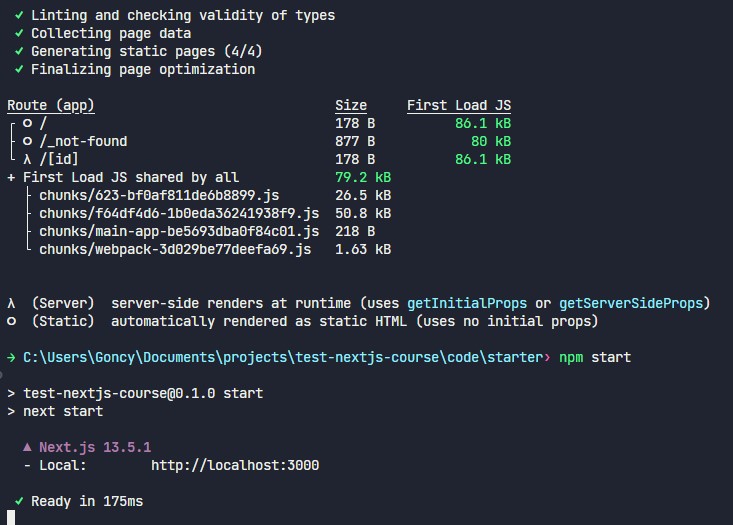 ✓ Linting and checking validity of types
✓ Collecting page data
✓ Generating static pages (4/4)
✓ Finalizing page optimization
Route (app) Size First Load JS
┌ ○ / 178 B 86.1 kB
├ ○ /_not-found 877 B 80 kB
└ λ /[id] 178 B 86.1 kB
+ First Load JS shared by all 79.2 kB
├ chunks/623-bf0af811de6b8899.js 26.5 kB
├ chunks/f64df4d6-1b0eda36241938f9.js 50.8 kB
├ chunks/main-app-be5693dba0f84c01.js 218 B
└ chunks/webpack-3d029be77deefa69.js 1.63 kB
λ (Server) server-side renders at runtime (uses getInitialProps or getServerSideProps)
○ (Static) automatically rendered as static HTML (uses no initial props)
→ C:\Users\Goncy\Documents\projects\test-nextjs-course\code\starter› npm start
> test-nextjs-course@0.1.0 start
> next start
▲ Next.js 13.5.1
- Local: http://localhost:3000
✓ Ready in 175ms